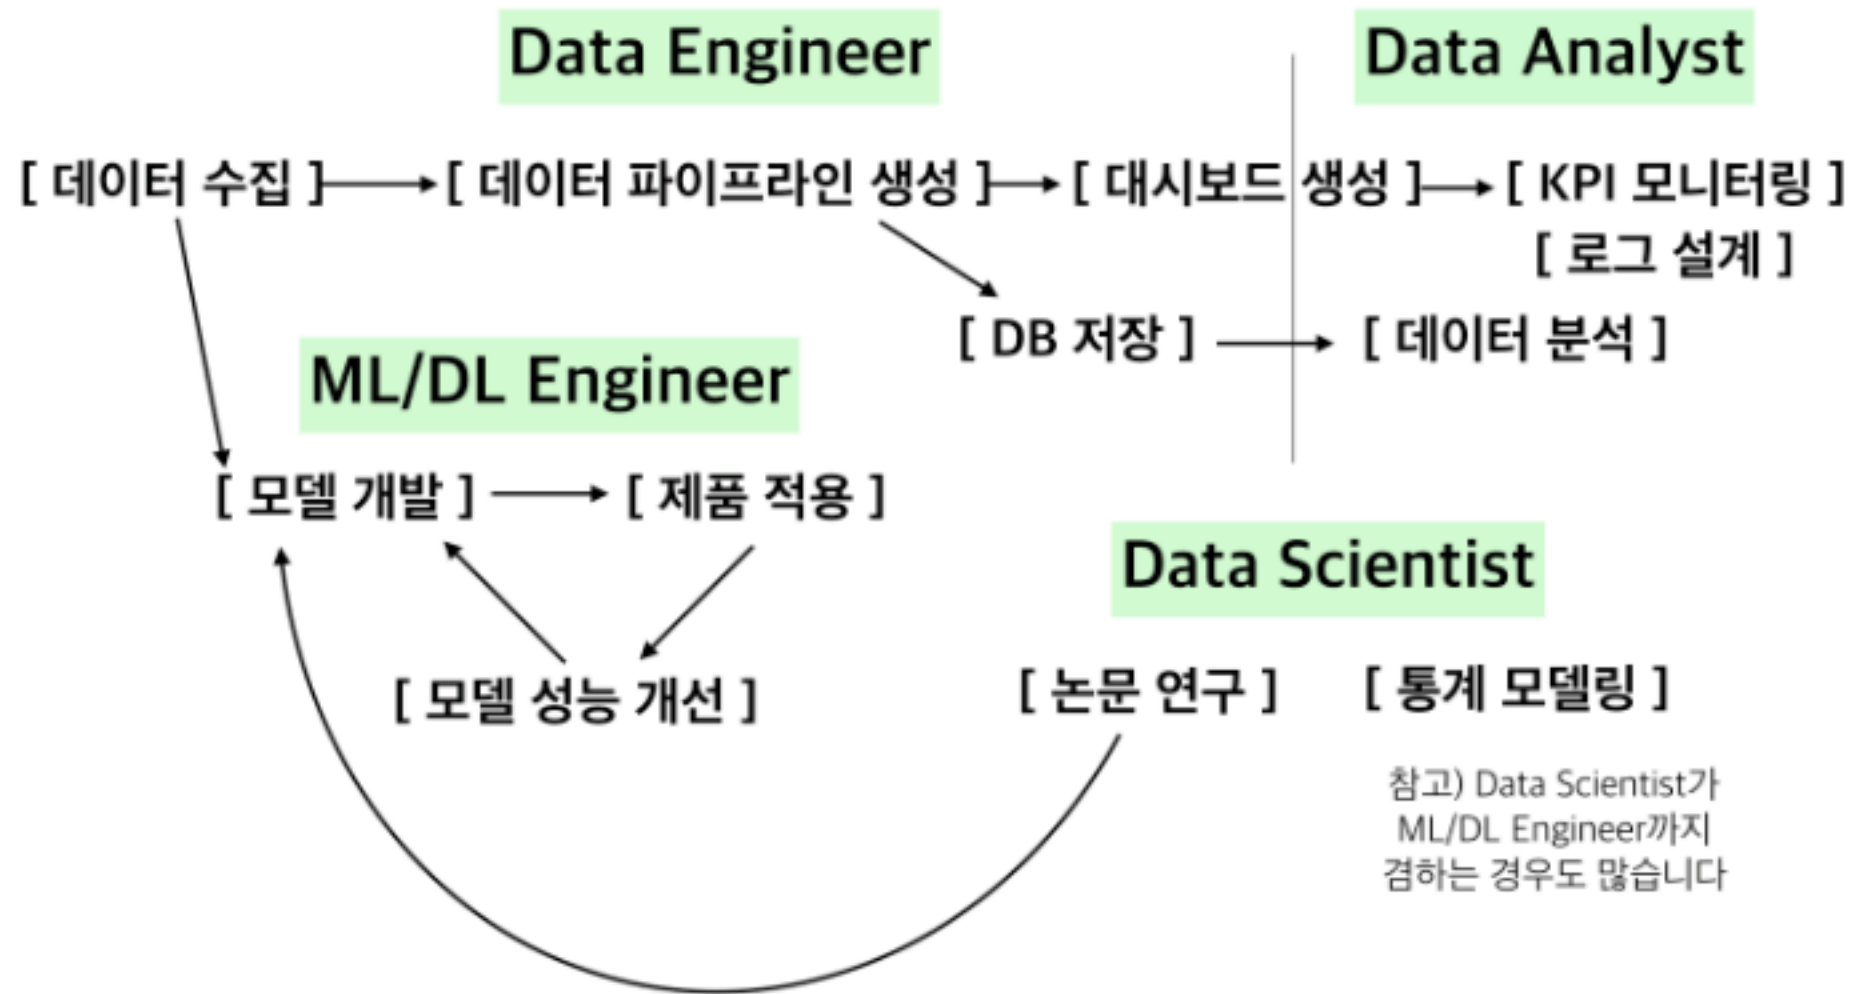 Data Engineer
Data Analyst
[ 데이터 수집 ]
[ 데이터 파이프라인 생성 ]
[ 대시보드 생성 ]
[ KPI 모니터링 ]
[ 로그 설계 ]
[ DB 저장 ]
[ 데이터 분석 ]
ML/DL Engineer
[ 모델 개발 ]
[ 제품 적용 ]
[ 모델 성능 개선 ]
Data Scientist
[ 논문 연구 ]
[ 통계 모델링 ]
참고) Data Scientist가
ML/DL Engineer까지
겸하는 경우도 많습니다